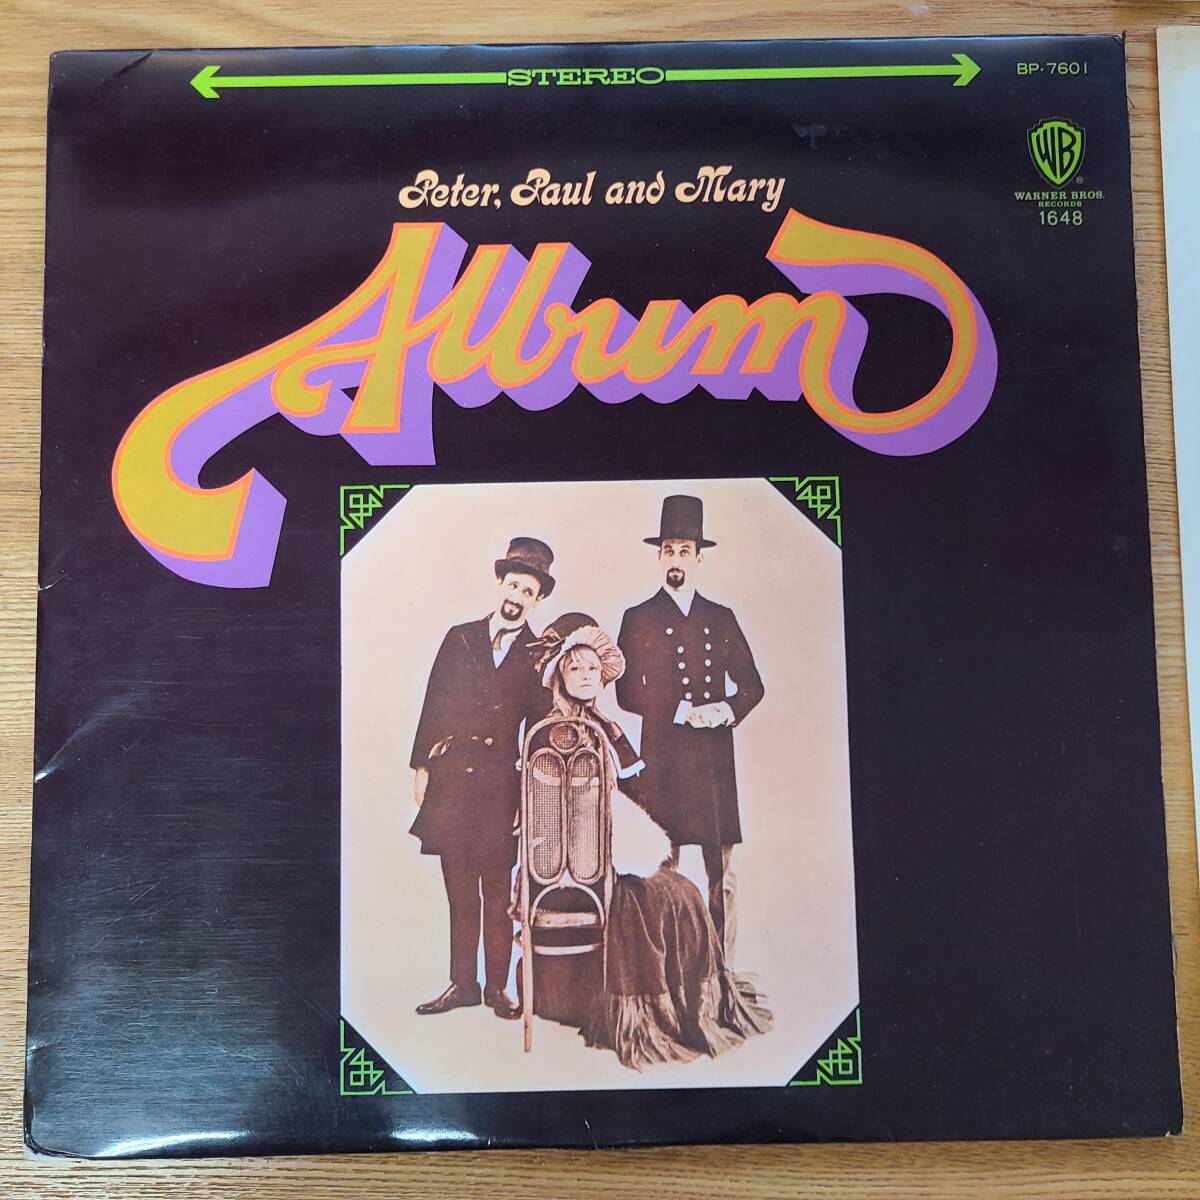 STEREO
BP-7601
WB
®
WARNER BROS.
RECORDS
1648
Peter, Paul and Mary
Album